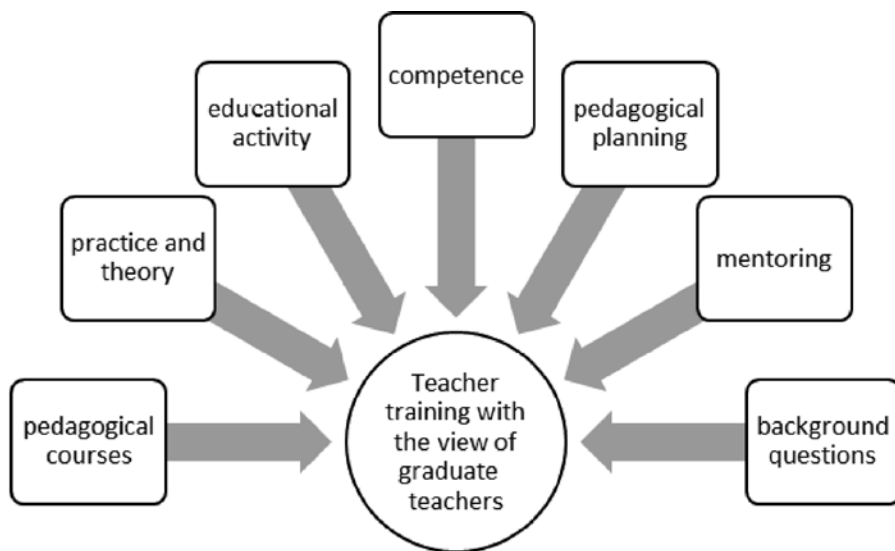 competence
educational
activity
pedagogical
planning
practice and
theory
mentoring
pedagogical
courses
Teacher
training with
the view of
graduate
teachers
background
questions